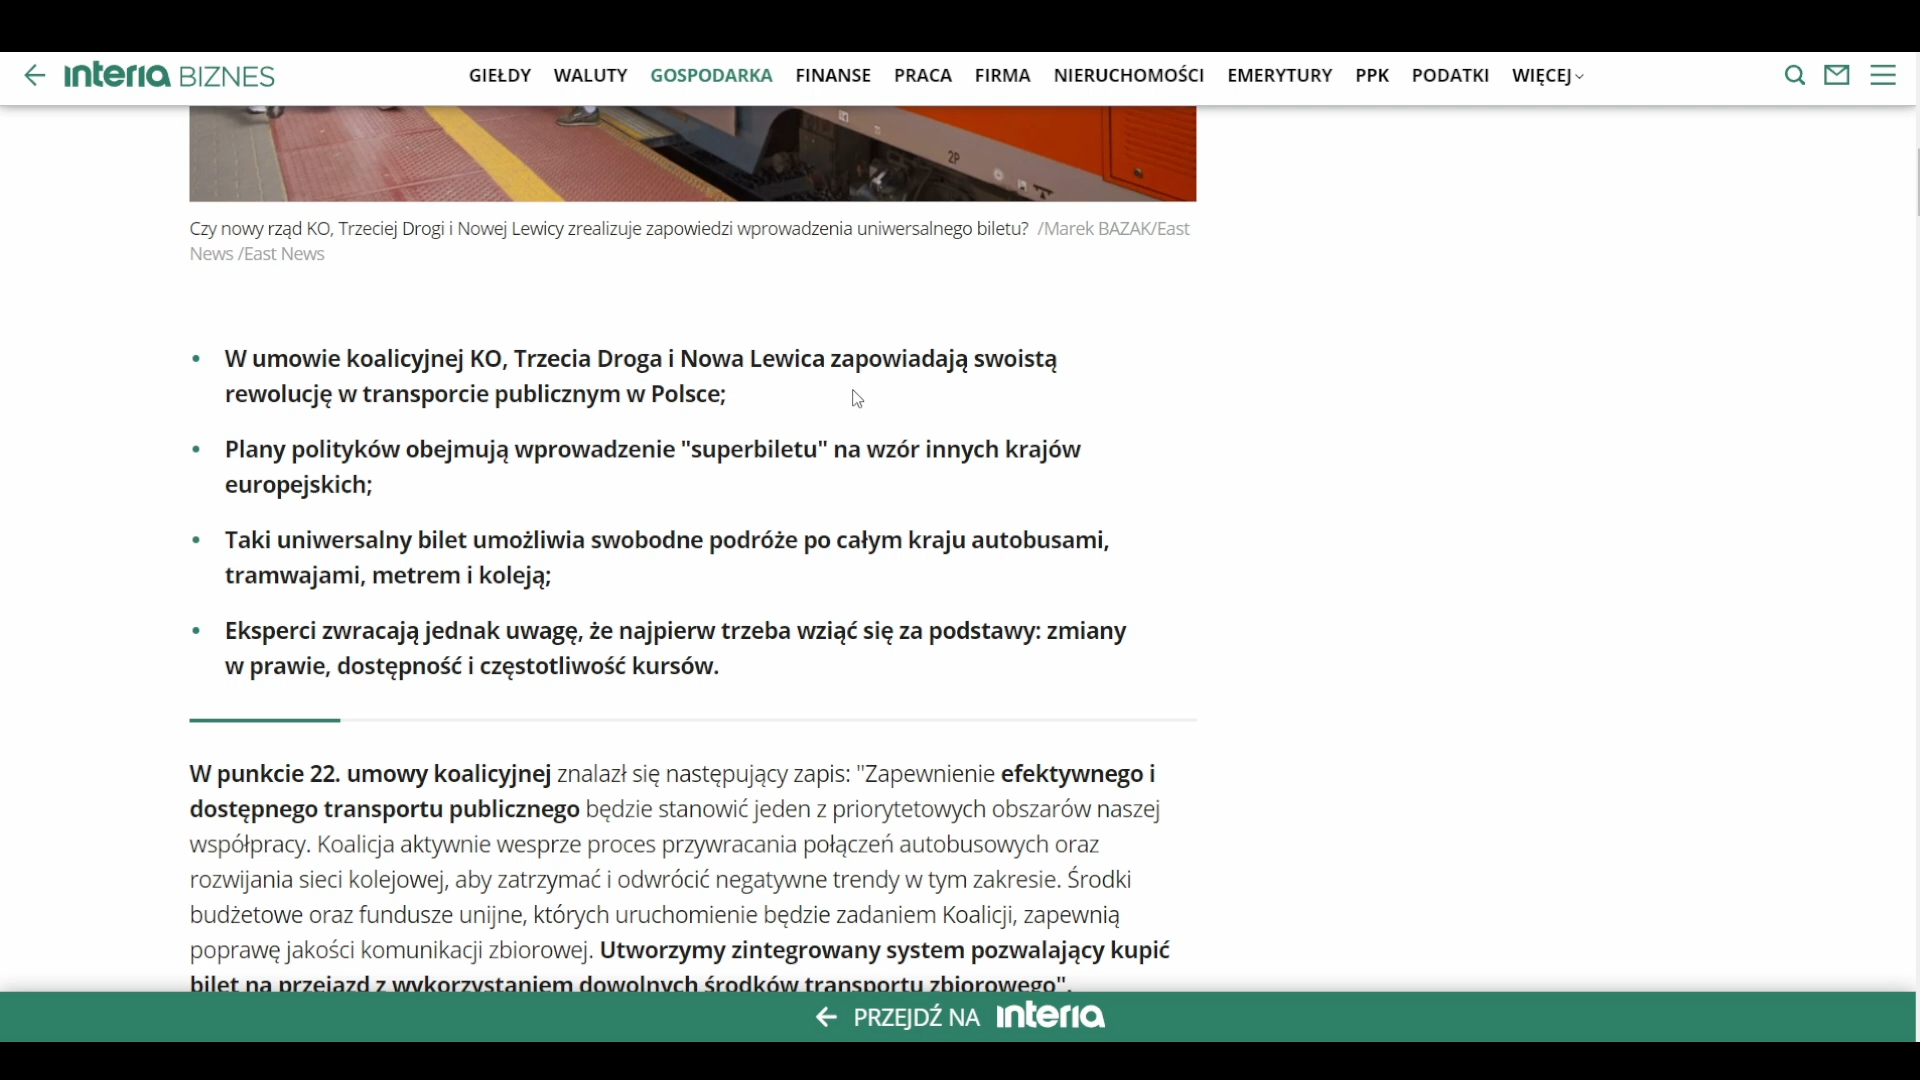 interia BIZNES
GIEŁDY WALUTY GOSPODARKA FINANSE PRACA FIRMA NIERUCHOMOŚCI EMERYTURY PPK PODATKI WIĘCEJ
2P
Czy nowy rząd KO, Trzeciej Drogi i Nowej Lewicy zrealizuje zapowiedzi wprowadzenia uniwersalnego biletu? /Marek BAZAK/East
News /East News
• W umowie koalicyjnej KO, Trzecia Droga i Nowa Lewica zapowiadają swoistą
rewolucję w transporcie publicznym w Polsce;
• Plany polityków obejmują wprowadzenie "superbiletu" na wzór innych krajów
europejskich;
• Taki uniwersalny bilet umożliwia swobodne podróże po całym kraju autobusami,
tramwajami, metrem i koleją;
• Eksperci zwracają jednak uwagę, że najpierw trzeba wziąć się za podstawy: zmiany
w prawie, dostępność i częstotliwość kursów.
W punkcie 22. umowy koalicyjnej znalazł się następujący zapis: "Zapewnienie efektywnego i
dostępnego transportu publicznego będzie stanowić jeden z priorytetowych obszarów naszej
współpracy. Koalicja aktywnie wesprze proces przywracania połączeń autobusowych oraz
rozwijania sieci kolejowej, aby zatrzymać i odwrócić negatywne trendy w tym zakresie. Środki
budżetowe oraz fundusze unijne, których uruchomienie będzie zadaniem Koalicji, zapewnią
poprawę jakości komunikacji zbiorowej. Utworzymy zintegrowany system pozwalający kupić
bilet na przejazd z wykorzystaniem dowolnych środków transportu zbiorowego".
PRZEJDŹ NA interia